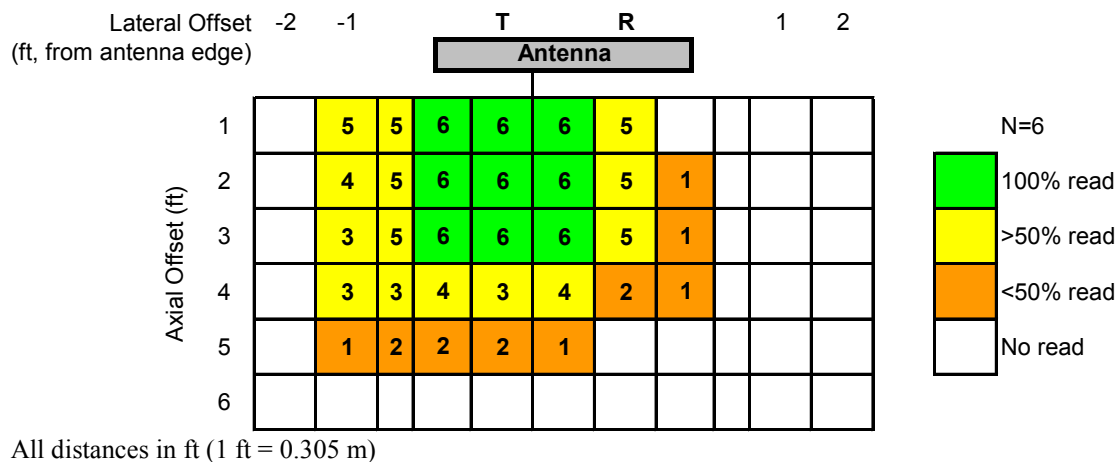 Lateral Offset -2 -1 T R 1 2
(ft, from antenna edge)
Antenna
Axial Offset (ft)
1 5 5 6 6 6 5 N=6
2 4 5 6 6 6 5 1 100% read
3 3 5 6 6 6 5 1 >50% read
4 3 3 4 3 4 2 1 <50% read
5 1 2 2 2 1 No read
6
All distances in ft (1 ft = 0.305 m)